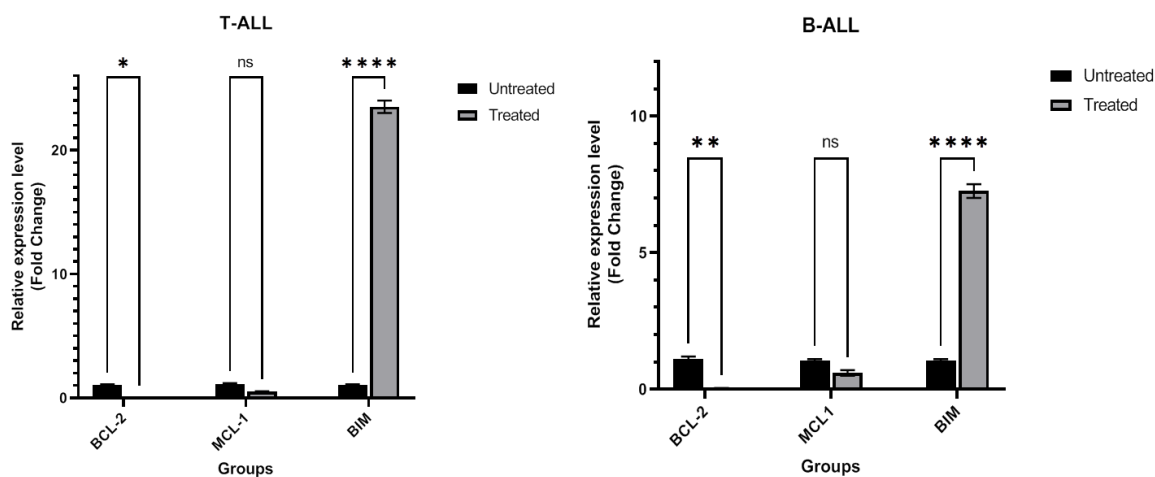 T-ALL
*
ns
****
Untreated
Treated
Relative expression level
(Fold Change)
20
10
0
BCL-2
MCL-1
BIM
Groups
B-ALL
**
ns
****
Untreated
Treated
Relative expression level
(Fold Change)
10
5
0
BCL-2
MCL1
BIM
Groups